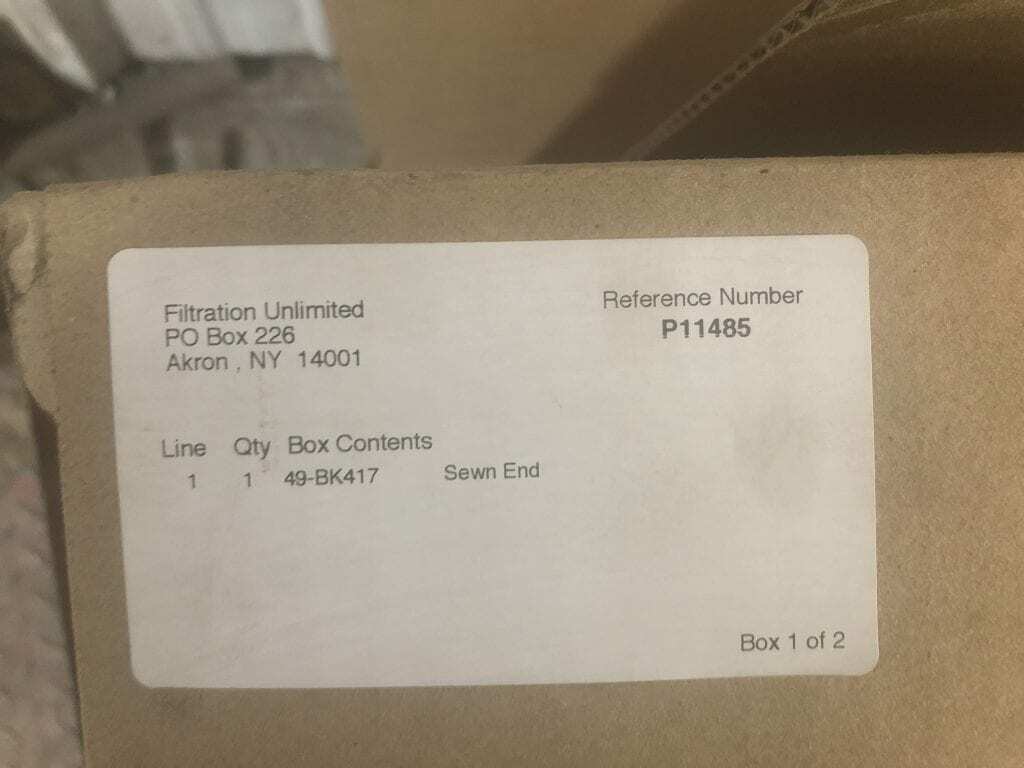 Filtration Unlimited
PO Box 226
Akron , NY 14001
Reference Number
P11485
Line Qty Box Contents
1 1 49-BK417 Sewn End
Box 1 of 2